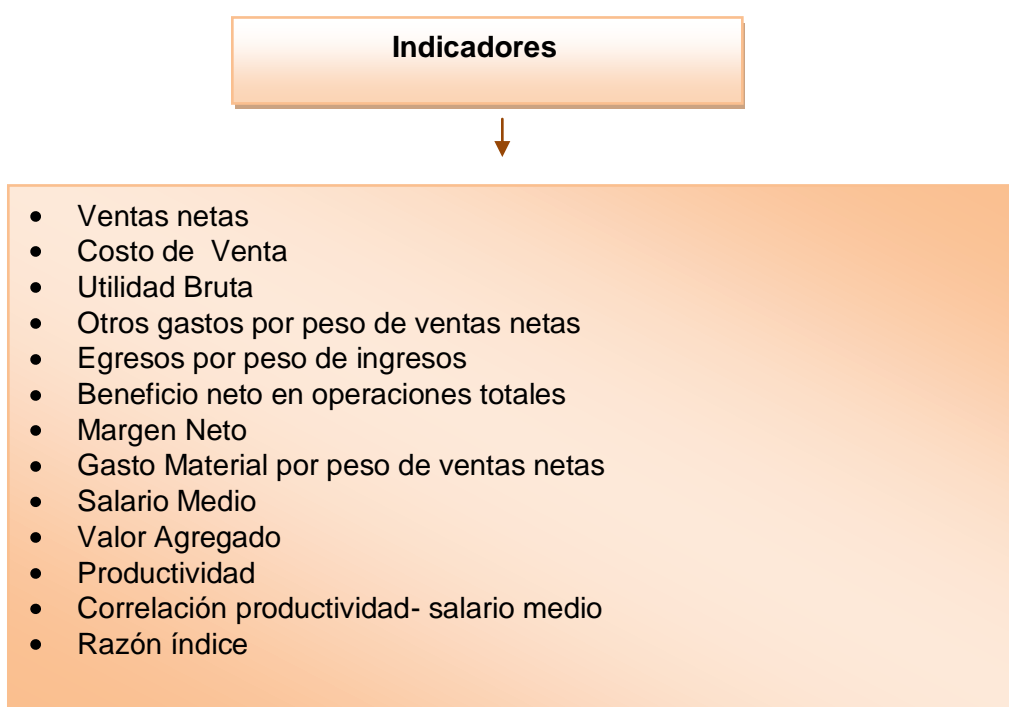 Indicadores
• Ventas netas
• Costo de  Venta
• Utilidad Bruta
• Otros gastos por peso de ventas netas
• Egresos por peso de ingresos
• Beneficio neto en operaciones totales
• Margen Neto
• Gasto Material por peso de ventas netas
• Salario Medio
• Valor Agregado
• Productividad
• Correlación productividad- salario medio
• Razón índice